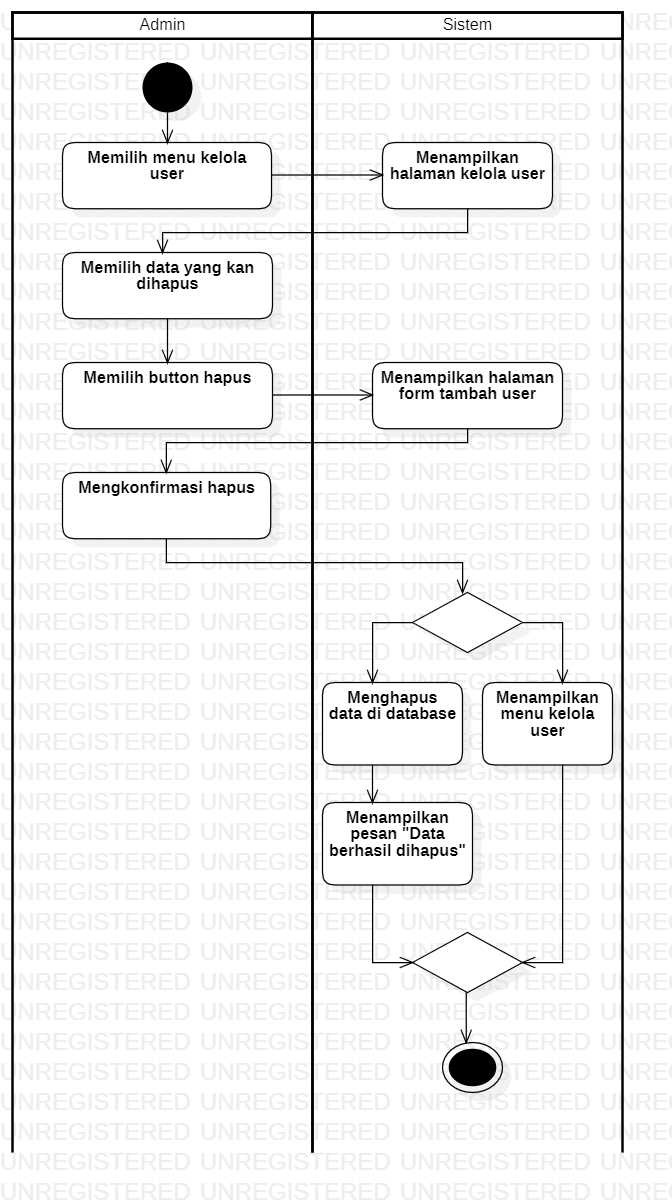 Admin
Sistem
Memilih menu kelola
user
Menampilkan
halaman kelola user
Memilih data yang kan
dihapus
Memilih button hapus
Menampilkan halaman
form tambah user
Mengkonfirmasi hapus
Menghapus
data di database
Menampilkan
menu kelola
user
Menampilkan
pesan "Data
berhasil dihapus"
UNREGISTERED